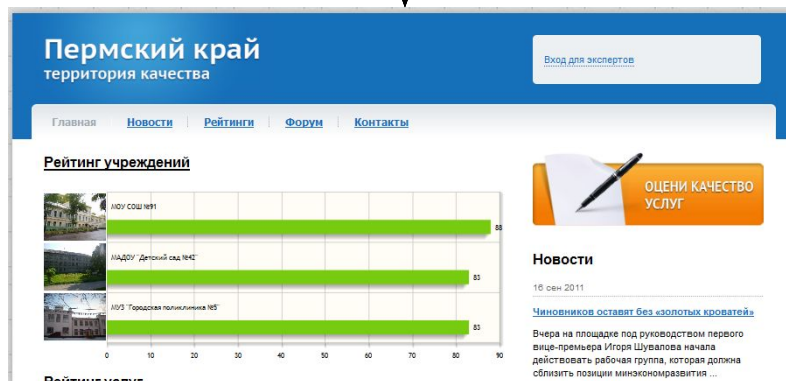 Пермский край
территория качества
Вход для экспертов
Главная Новости Рейтинги Форум Контакты
Рейтинг учреждений
МОУ СОШ №91
88
МАДОУ "Детский сад №42"
83
МУЗ "Городская поликлиника №5"
83
0 10 20 30 40 50 60 70 80 90
Рейтинг услуг
ОЦЕНИ КАЧЕСТВО
УСЛУГ
Новости
16 сен 2011
Чиновников оставят без «золотых кроватей»
Вчера на площадке под руководством первого
вице-премьера Игоря Шувалова начала
действовать рабочая группа, которая должна
сблизить позиции минэкономразвития ...